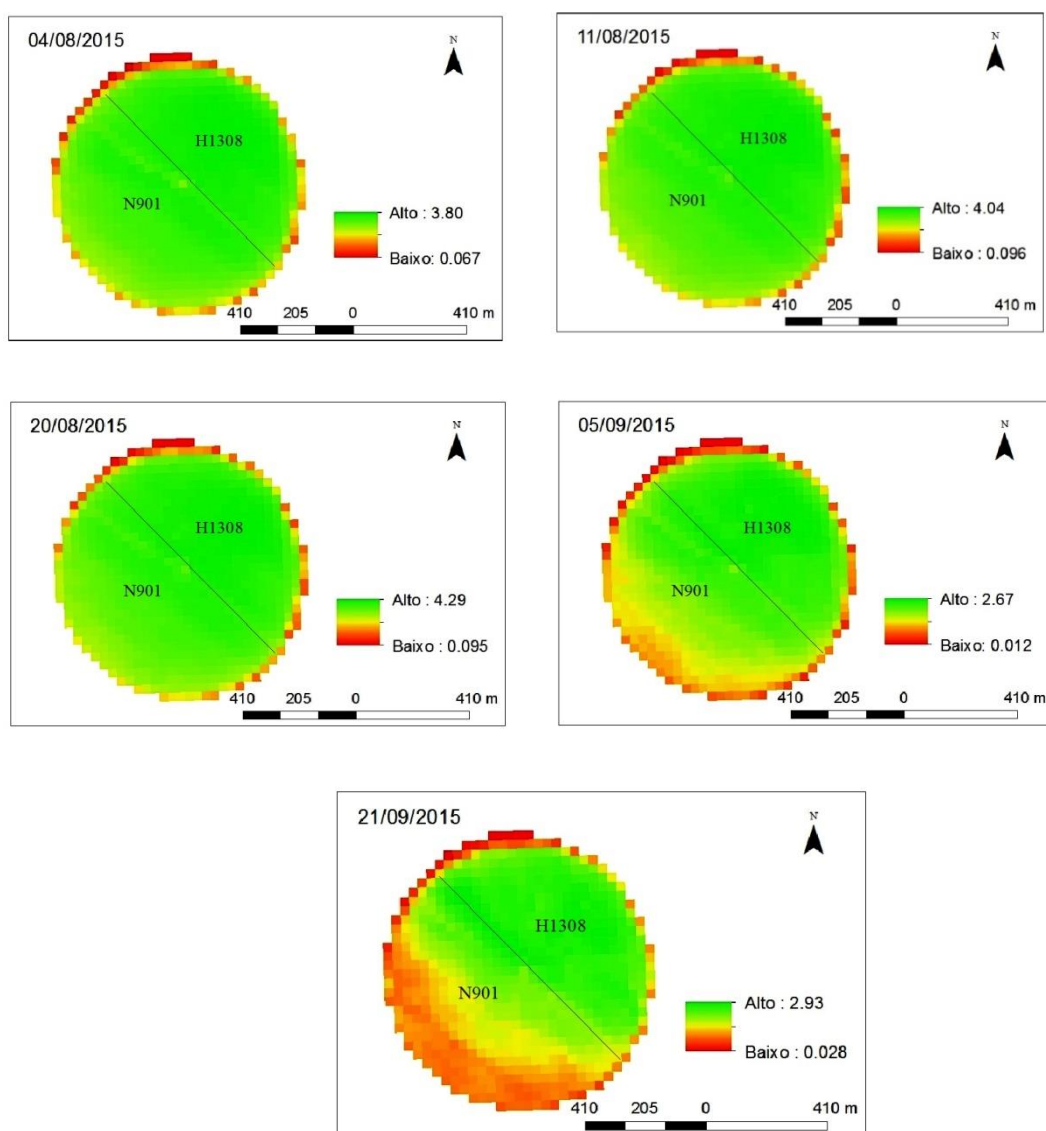 04/08/2015
N
H1308
N901
Alto : 3.80
Baixo: 0.067
410 205 0 410 m
11/08/2015
N
H1308
N901
Alto : 4.04
Baixo : 0.096
410 205 0 410 m
20/08/2015
N
H1308
N901
Alto : 4.29
Baixo : 0.095
410 205 0 410 m
05/09/2015
N
H1308
N901
Alto : 2.67
Baixo: 0.012
410 205 0 410 m
21/09/2015
N
H1308
N901
Alto : 2.93
Baixo : 0.028
410 205 0 410 m